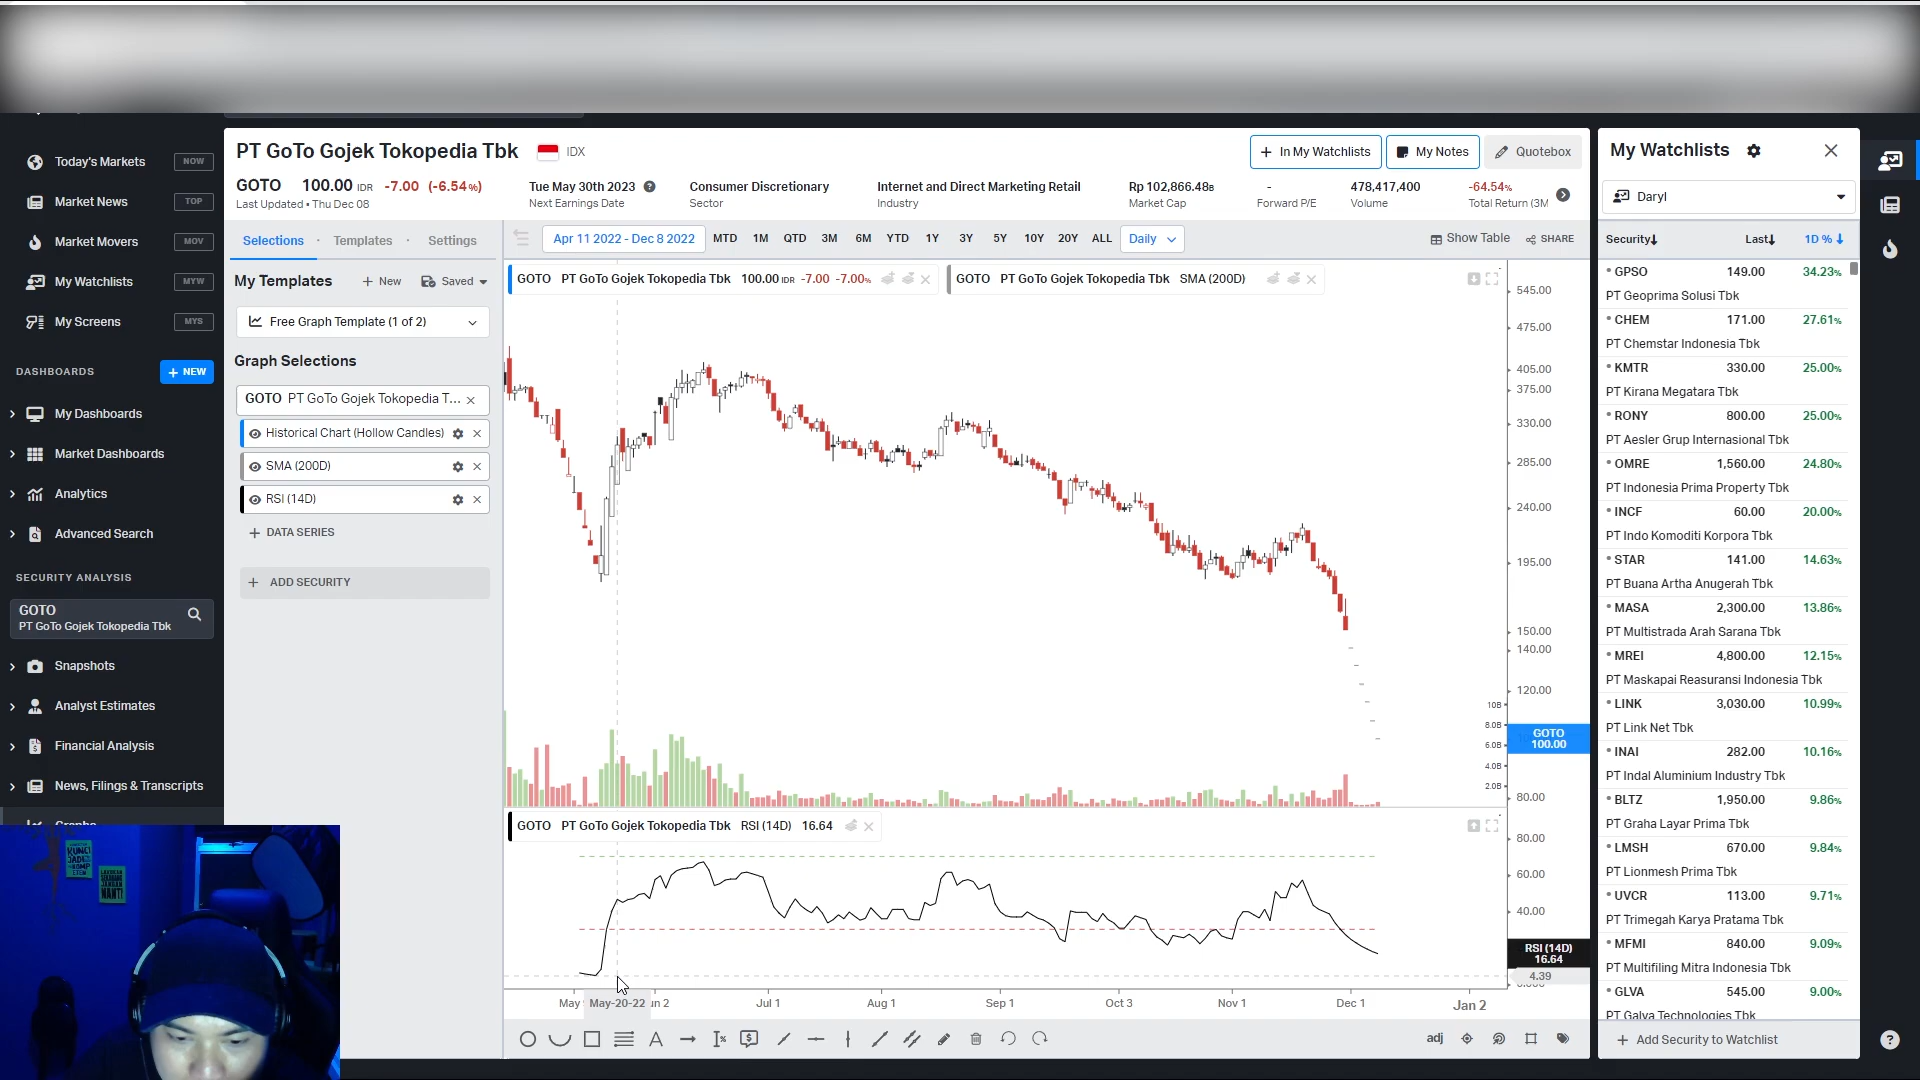 PT GoTo Gojek Tokopedia Tbk IDX
+ In My Watchlists My Notes Quotebox
GOTO 100.00 IDR -7.00 (-6.54%)
Last Updated • Thu Dec 08
Tue May 30th 2023
Next Earnings Date
Consumer Discretionary
Sector
Internet and Direct Marketing Retail
Industry
Rp 102,866.48B
Market Cap
-
Forward P/E
478,417,400
Volume
-64.54%
Total Return (3M
Today's Markets NOW
Market News TOP
Market Movers MOV
My Watchlists MYW
My Screens MYS
DASHBOARDS + NEW
My Dashboards
Market Dashboards
Analytics
Advanced Search
SECURITY ANALYSIS
GOTO
PT GoTo Gojek Tokopedia Tbk
Snapshots
Analyst Estimates
Financial Analysis
News, Filings & Transcripts
Graphs
Selections · Templates · Settings
My Templates + New Saved
Free Graph Template (1 of 2)
Graph Selections
GOTO PT GoTo Gojek Tokopedia T...
Historical Chart (Hollow Candles)
SMA (200D)
RSI (14D)
+ DATA SERIES
+ ADD SECURITY
Apr 11 2022 - Dec 8 2022 MTD 1M QTD 3M 6M YTD 1Y 3Y 5Y 10Y 20Y ALL Daily Show Table SHARE
GOTO PT GoTo Gojek Tokopedia Tbk 100.00 IDR -7.00 -7.00%
GOTO PT GoTo Gojek Tokopedia Tbk SMA (200D)
545.00
475.00
405.00
375.00
330.00
285.00
240.00
195.00
150.00
140.00
120.00
10B
8.0B
6.0B
4.0B
2.0B
GOTO
100.00
80.00
GOTO PT GoTo Gojek Tokopedia Tbk RSI (14D) 16.64
80.00
60.00
40.00
RSI (14D)
16.64
4.39
May May-20-22 un 2 Jul 1 Aug 1 Sep 1 Oct 3 Nov 1 Dec 1 Jan 2
adj
My Watchlists
Daryl
Security Last 1D %
GPSO 149.00 34.23%
PT Geoprima Solusi Tbk
CHEM 171.00 27.61%
PT Chemstar Indonesia Tbk
KMTR 330.00 25.00%
PT Kirana Megatara Tbk
RONY 800.00 25.00%
PT Aesler Grup Internasional Tbk
OMRE 1,560.00 24.80%
PT Indonesia Prima Property Tbk
INCF 60.00 20.00%
PT Indo Komoditi Korpora Tbk
STAR 141.00 14.63%
PT Buana Artha Anugerah Tbk
MASA 2,300.00 13.86%
PT Multistrada Arah Sarana Tbk
MREI 4,800.00 12.15%
PT Maskapai Reasuransi Indonesia Tbk
LINK 3,030.00 10.99%
PT Link Net Tbk
INAI 282.00 10.16%
PT Indal Aluminium Industry Tbk
BLTZ 1,950.00 9.86%
PT Graha Layar Prima Tbk
LMSH 670.00 9.84%
PT Lionmesh Prima Tbk
UVCR 113.00 9.71%
PT Trimegah Karya Pratama Tbk
MFMI 840.00 9.09%
PT Multifiling Mitra Indonesia Tbk
GLVA 545.00 9.00%
PT Galva Technologies Tbk
+ Add Security to Watchlist